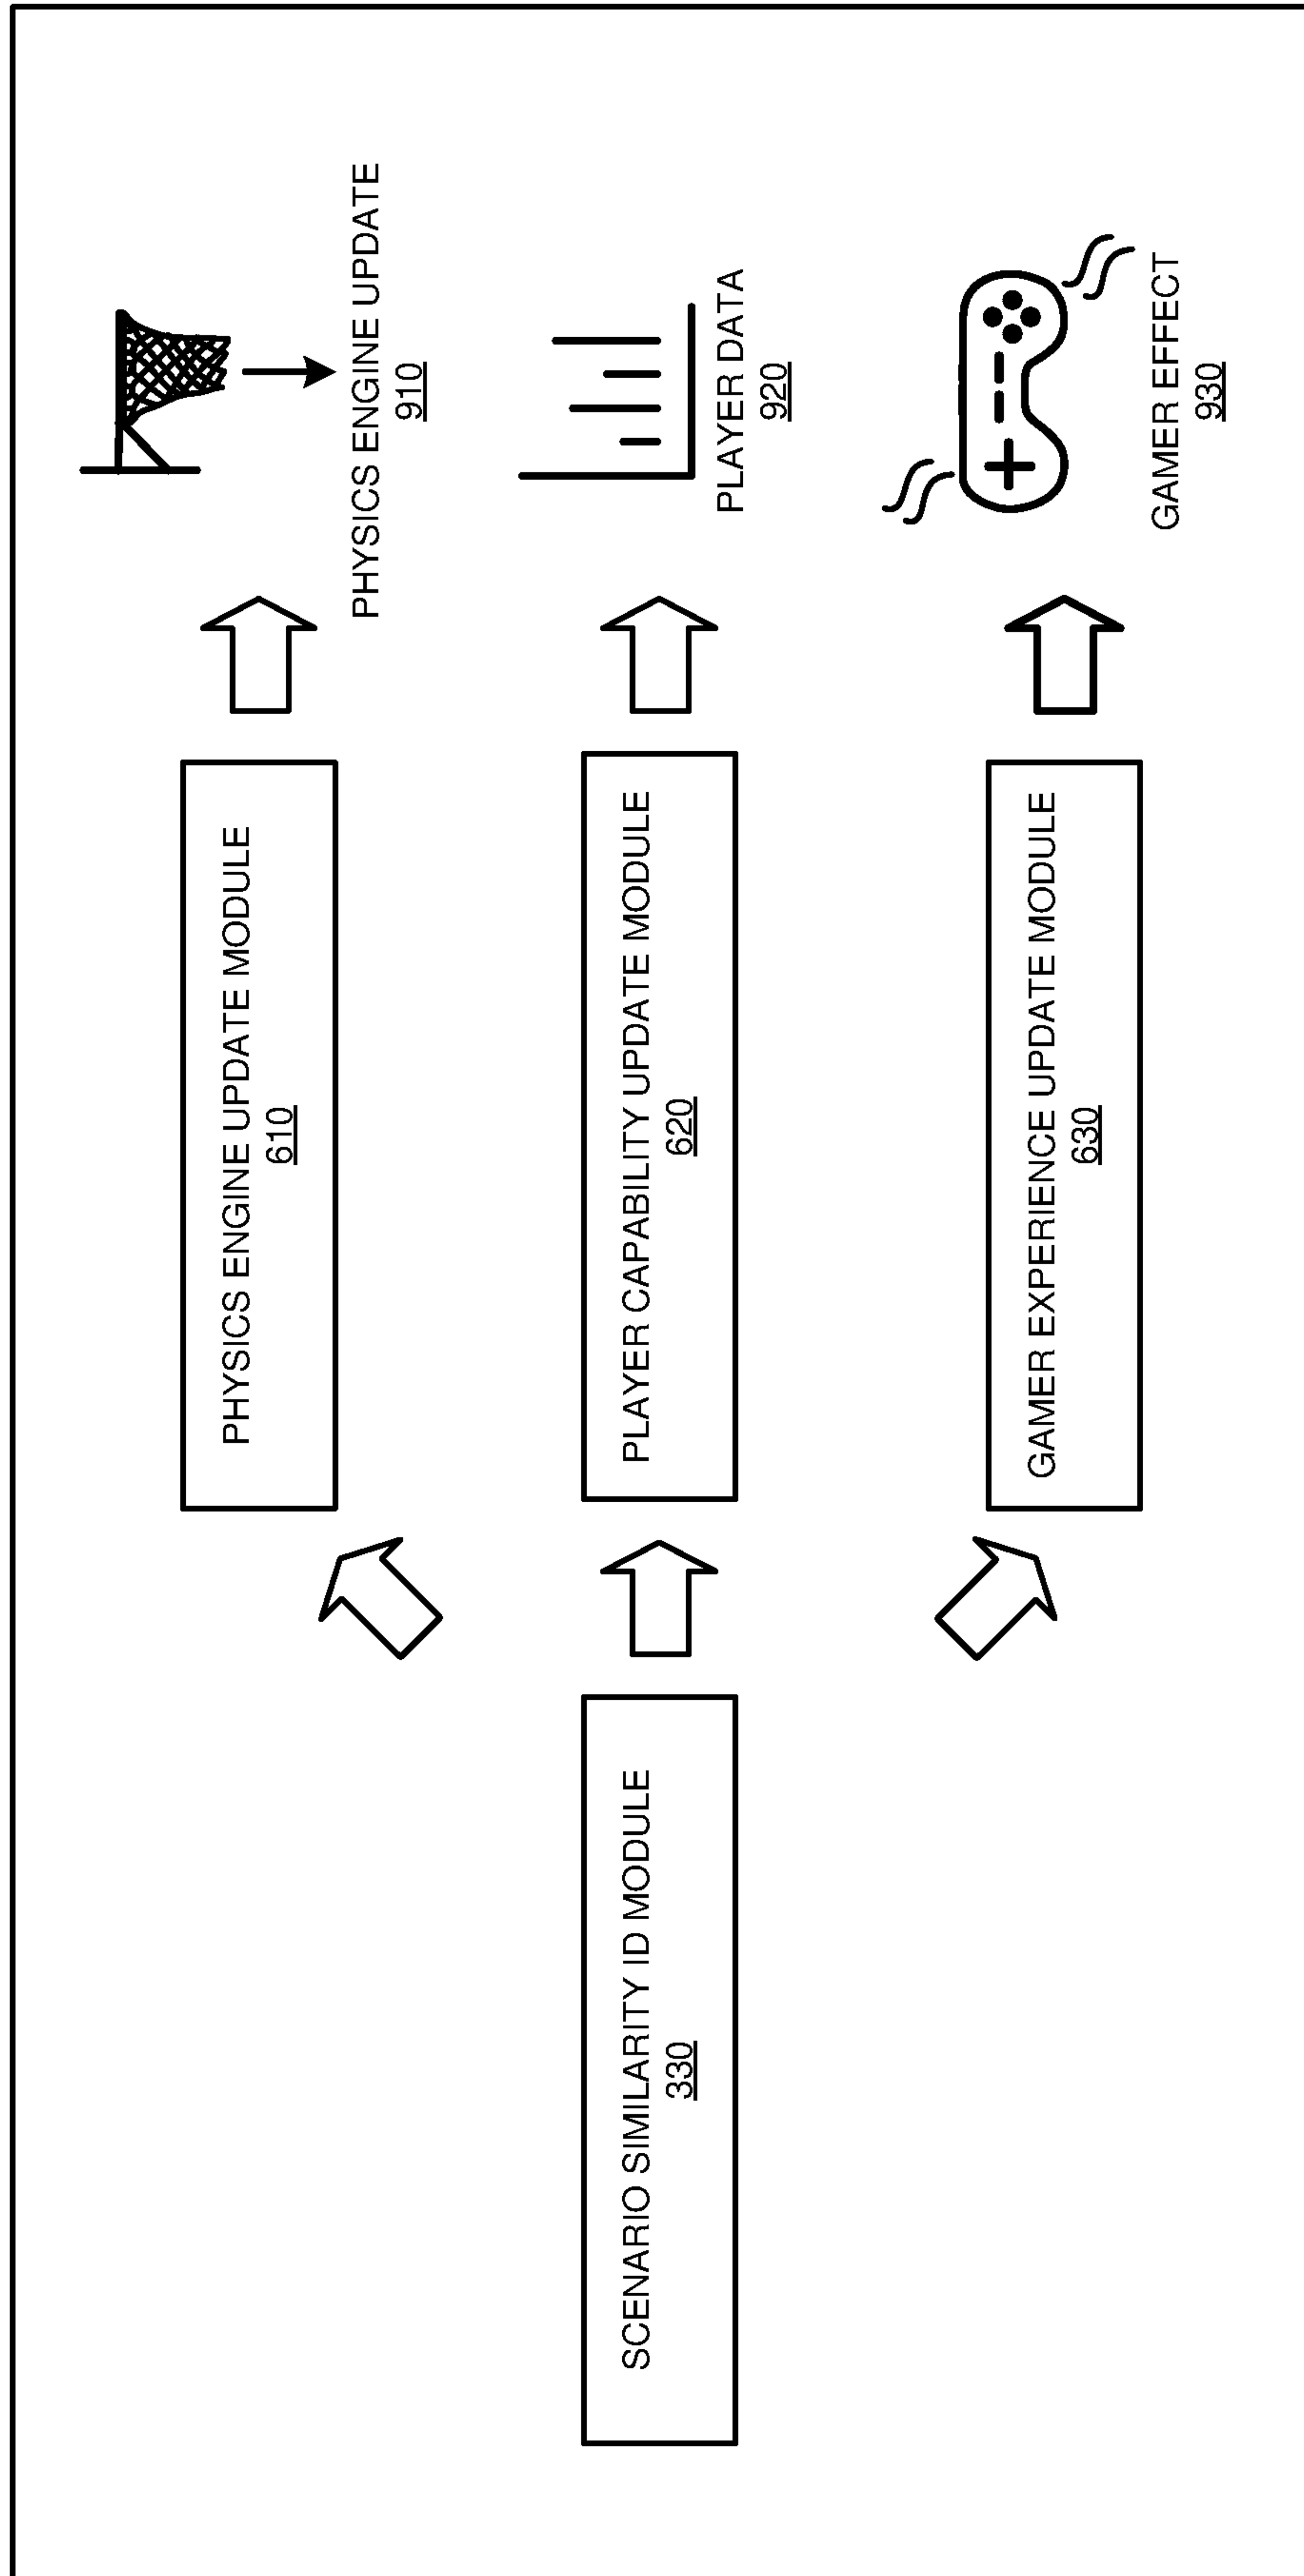 SCENARIO SIMILARITY ID MODULE
330
PHYSICS ENGINE UPDATE MODULE
610
PHYSICS ENGINE UPDATE
910
PLAYER CAPABILITY UPDATE MODULE
620
PLAYER DATA
920
GAMER EXPERIENCE UPDATE MODULE
630
GAMER EFFECT
930